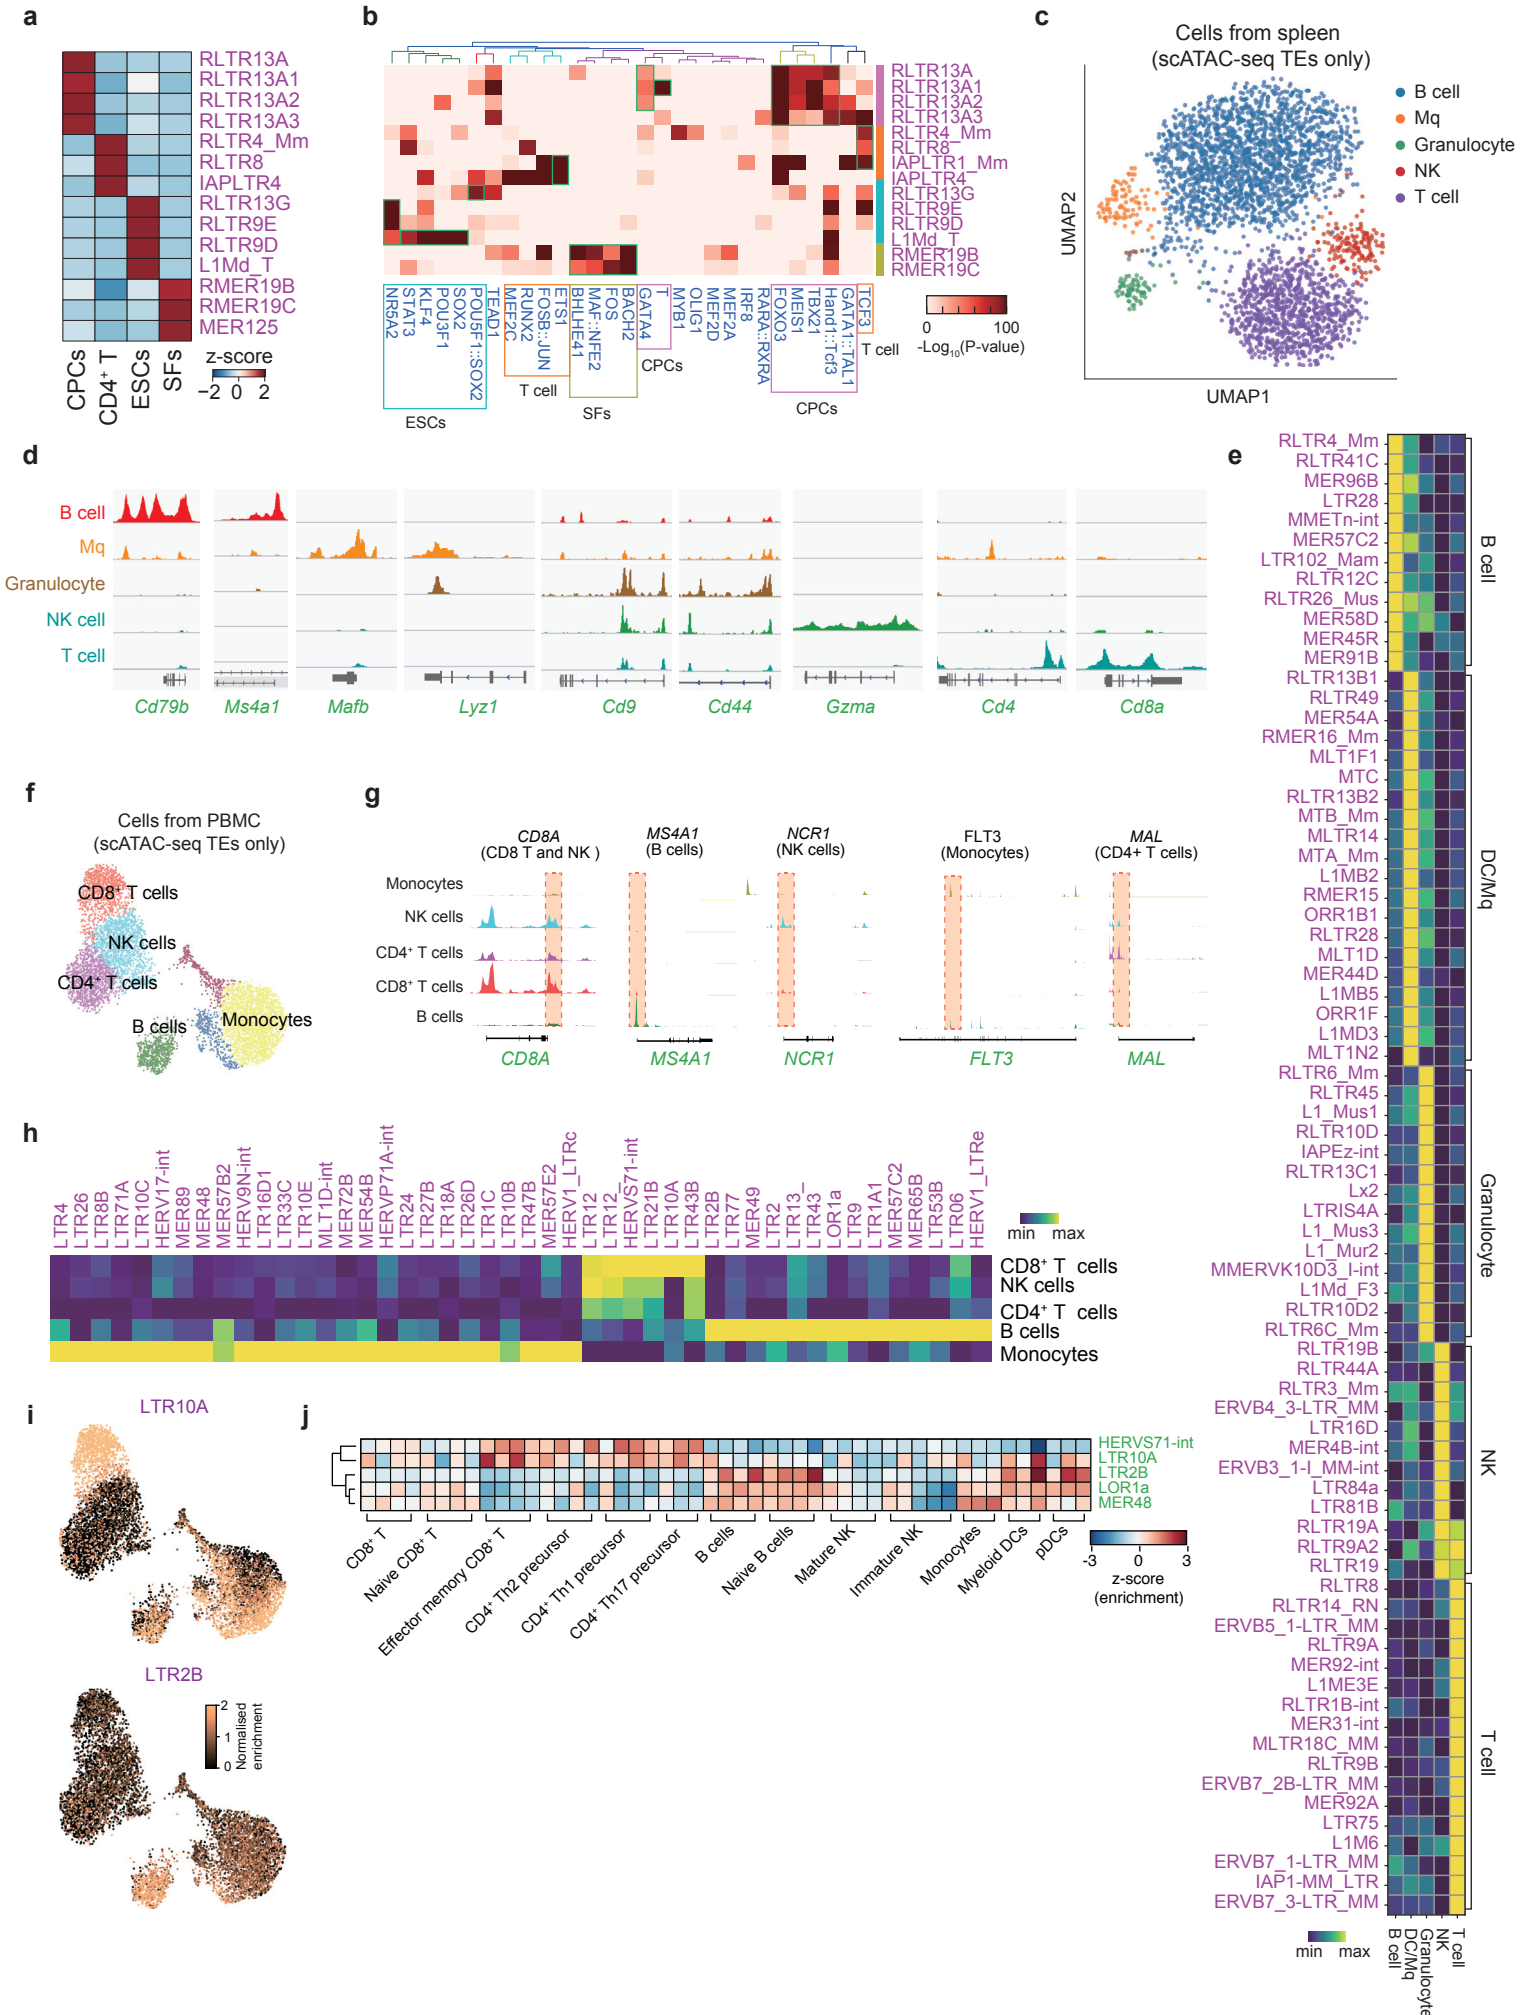 a
RLTR13A
RLTR13A1
RLTR13A2
RLTR13A3
RLTR4_Mm
RLTR8
IAPLTR4
RLTR13G
RLTR9E
RLTR9D
L1Md_T
RMER19B
RMER19C
MER125
CPCs
CD4⁺ T
ESCs
SFs
z-score
−2 0 2
b
RLTR13A
RLTR13A1
RLTR13A2
RLTR13A3
RLTR4_Mm
RLTR8
IAPLTR1_Mm
IAPLTR4
RLTR13G
RLTR9E
RLTR9D
L1Md_T
RMER19B
RMER19C
NR5A2
STAT3
KLF4
POU3F1
SOX2
POU5F1::SOX2
TEAD1
MEF2C
RUNX2
FOSB::JUN
ETS1
BHLHE41
MAF::NFE2
FOS
BACH2
GATA4
T
MYB1
OLIG1
MEF2D
MEF2A
IRF8
RARA::RXRA
FOXO3
MEIS1
TBX21
Hand1::Tcf3
GATA1::TAL1
TCF3
ESCs
T cell
SFs
CPCs
CPCs
T cell
0 100
-Log₁₀(P-value)
c
Cells from spleen
(scATAC-seq TEs only)
UMAP2
UMAP1
B cell
Mq
Granulocyte
NK
T cell
d
B cell
Mq
Granulocyte
NK cell
T cell
Cd79b
Ms4a1
Mafb
Lyz1
Cd9
Cd44
Gzma
Cd4
Cd8a
e
RLTR4_Mm
RLTR41C
MER96B
LTR28
MMETn-int
MER57C2
LTR102_Mam
RLTR12C
RLTR26_Mus
MER58D
MER45R
MER91B
RLTR13B1
RLTR49
MER54A
RMER16_Mm
MLT1F1
MTC
RLTR13B2
MTB_Mm
MLTR14
MTA_Mm
L1MB2
RMER15
ORR1B1
RLTR28
MLT1D
MER44D
L1MB5
ORR1F
L1MD3
MLT1N2
RLTR6_Mm
RLTR45
L1_Mus1
RLTR10D
IAPEz-int
RLTR13C1
Lx2
LTRIS4A
L1_Mus3
L1_Mur2
MMERVK10D3_I-int
L1Md_F3
RLTR10D2
RLTR6C_Mm
RLTR19B
RLTR44A
RLTR3_Mm
ERVB4_3-LTR_MM
LTR16D
MER4B-int
ERVB3_1-I_MM-int
LTR84a
LTR81B
RLTR19A
RLTR9A2
RLTR19
RLTR8
RLTR14_RN
ERVB5_1-LTR_MM
RLTR9A
MER92-int
L1ME3E
RLTR1B-int
MER31-int
MLTR18C_MM
RLTR9B
ERVB7_2B-LTR_MM
MER92A
LTR75
L1M6
ERVB7_1-LTR_MM
IAP1-MM_LTR
ERVB7_3-LTR_MM
B cell
DC/Mq
Granulocyte
NK
T cell
B cell
DC/Mq
Granulocyte
NK
T cell
min max
f
Cells from PBMC
(scATAC-seq TEs only)
CD8⁺ T cells
NK cells
CD4⁺ T cells
B cells
Monocytes
g
CD8A
(CD8 T and NK )
MS4A1
(B cells)
NCR1
(NK cells)
FLT3
(Monocytes)
MAL
(CD4+ T cells)
Monocytes
NK cells
CD4⁺ T cells
CD8⁺ T cells
B cells
CD8A
MS4A1
NCR1
FLT3
MAL
h
LTR4
LTR26
LTR8B
LTR71A
LTR10C
HERV17-int
MER89
MER48
MER57B2
HERV9N-int
LTR16D1
LTR33C
LTR10E
MLT1D-int
MER72B
MER54B
HERVP71A-int
LTR24
LTR27B
LTR18A
LTR26D
LTR1C
LTR10B
LTR47B
MER57E2
HERV1_LTRc
LTR12
LTR12_
HERVS71-int
LTR21B
LTR10A
LTR43B
LTR2B
LTR77
MER49
LTR2
LTR13_
LTR43
LOR1a
LTR9
LTR1A1
MER57C2
MER65B
LTR53B
LTR06
HERV1_LTRe
min max
CD8⁺ T cells
NK cells
CD4⁺ T cells
B cells
Monocytes
i
LTR10A
LTR2B
2
1
0
Normalised
enrichment
j
HERVS71-int
LTR10A
LTR2B
LOR1a
MER48
CD8⁺ T
Naive CD8⁺ T
Effector memory CD8⁺ T
CD4⁺ Th2 precursor
CD4⁺ Th1 precursor
CD4⁺ Th17 precursor
B cells
Naive B cells
Mature NK
Immature NK
Monocytes
Myeloid DCs
pDCs
-3 0 3
z-score
(enrichment)